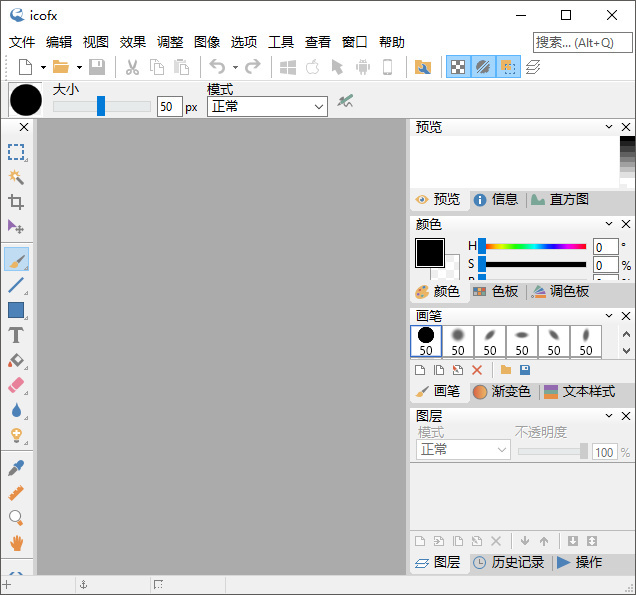 icofx
文件 编辑 视图 效果 调整 图像 选项 工具 查看 窗口 帮助
搜索... (Alt+Q)
大小 模式
50 px 正常
预览
预览 信息 直方图
颜色
H 0 °
S 0 %
颜色 色板 调色板
画笔
50 50 50 50 50 50
画笔 渐变色 文本样式
图层
模式 不透明度
正常 100 %
图层 历史记录 操作